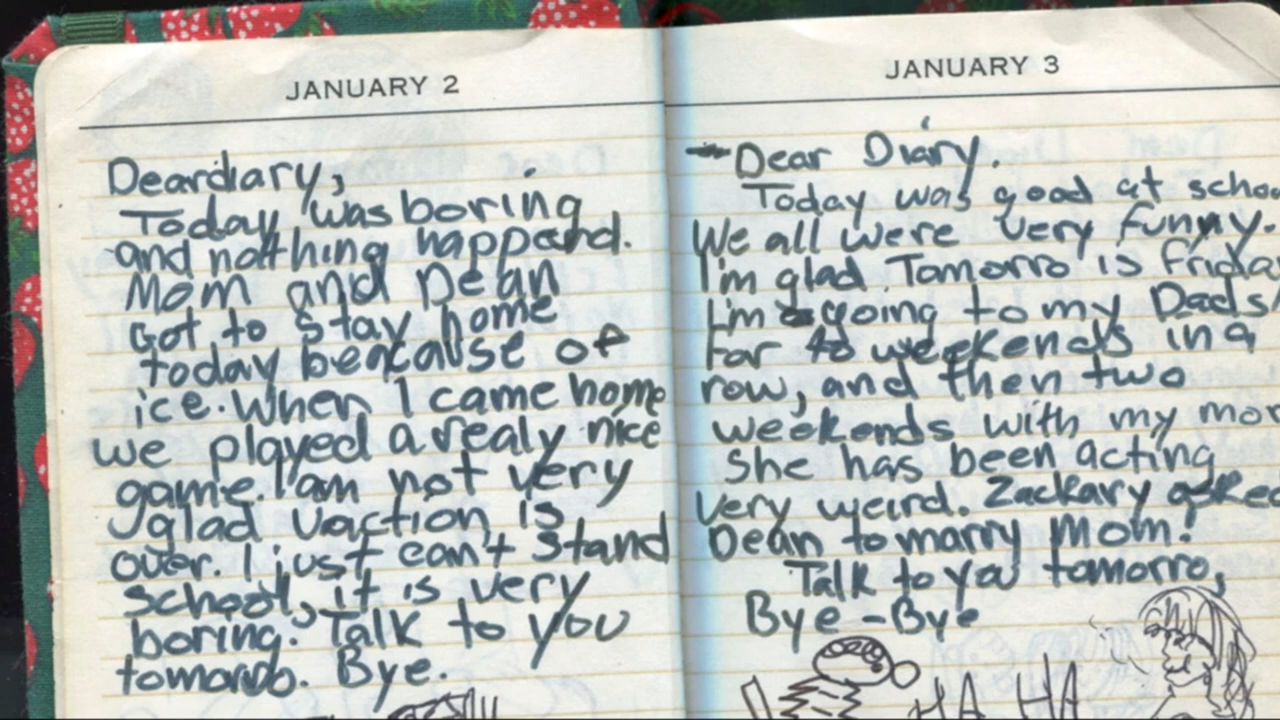 JANUARY 2
Deardiary,
Today was boring
and notthing happend.
Mom and Dean
Got to stay home
today beacause of
ice. When I came home
we played a realy nice
game. I am not very
glad vaction is
over. I just can't stand
school, it is very
boring. Talk to you
tomorro. Bye.
JANUARY 3
Dear Diary.
Today was good at schoo
We all were very funny.
I'm glad Tomorro is frida
I'm going to my Dads
For to weekends in a
row, and then two
weekends with my mom
She has been acting
very weird. Zackary asked
Dean to marry Mom!
Talk to you tomorro,
Bye-Bye
HA HA